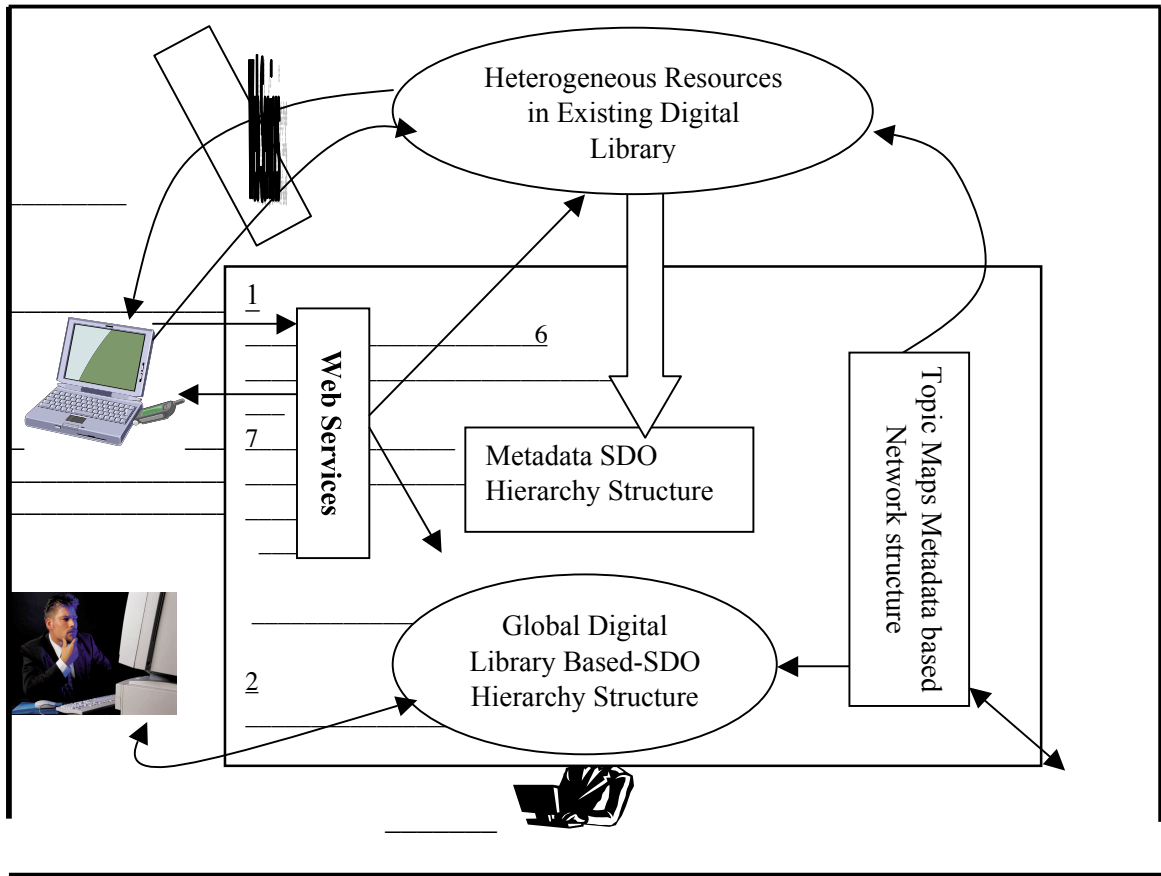 Heterogeneous Resources
in Existing Digital
Library
1
6
7
Web Services
Metadata SDO
Hierarchy Structure
Topic Maps Metadata based
Network structure
Global Digital
Library Based-SDO
Hierarchy Structure
2